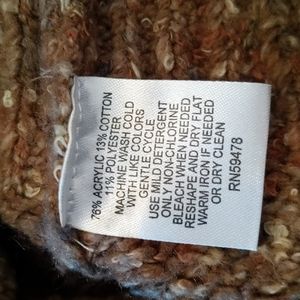 76% ACRYLIC 13% COTTON
11% POLYESTER
MACHINE WASH COLD
WITH LIKE COLORS
GENTLE CYCLE
USE MILD DETERGENT
ONLY NON-CHLORINE
BLEACH WHEN NEEDED
RESHAPE AND DRY FLAT
WARM IRON IF NEEDED
OR DRY CLEAN
RN59478